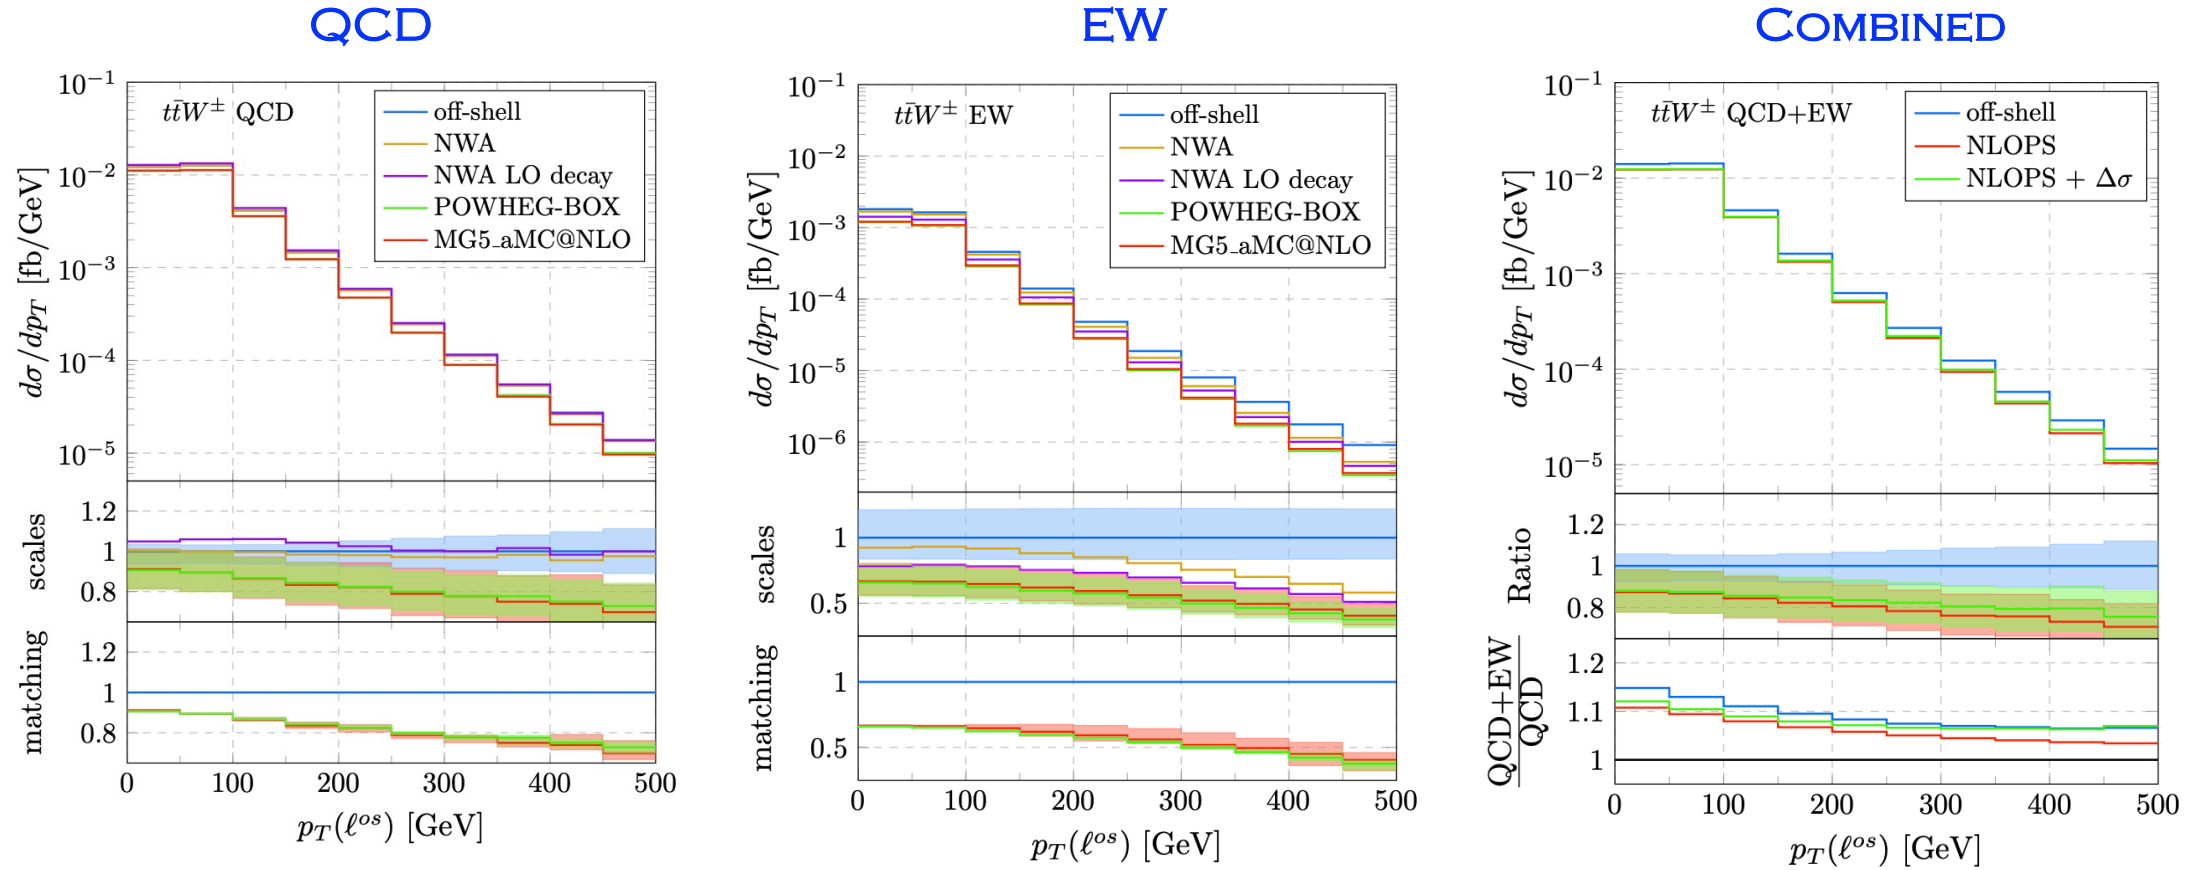 QCD
10⁻¹
10⁻²
10⁻³
10⁻⁴
10⁻⁵
dσ/dp_T [fb/GeV]
tt̄W± QCD
off-shell
NWA
NWA LO decay
POWHEG-BOX
MG5_aMC@NLO
scales
1.2
1
0.8
matching
1.2
1
0.8
0 100 200 300 400 500
p_T(ℓ^os) [GeV]
EW
10⁻¹
10⁻²
10⁻³
10⁻⁴
10⁻⁵
10⁻⁶
dσ/dp_T [fb/GeV]
tt̄W± EW
off-shell
NWA
NWA LO decay
POWHEG-BOX
MG5_aMC@NLO
scales
1
0.5
matching
1
0.5
0 100 200 300 400 500
p_T(ℓ^os) [GeV]
COMBINED
10⁻¹
10⁻²
10⁻³
10⁻⁴
10⁻⁵
dσ/dp_T [fb/GeV]
tt̄W± QCD+EW
off-shell
NLOPS
NLOPS + Δσ
Ratio
1.2
1
0.8
QCD+EW
QCD
1.2
1.1
1
0 100 200 300 400 500
p_T(ℓ^os) [GeV]